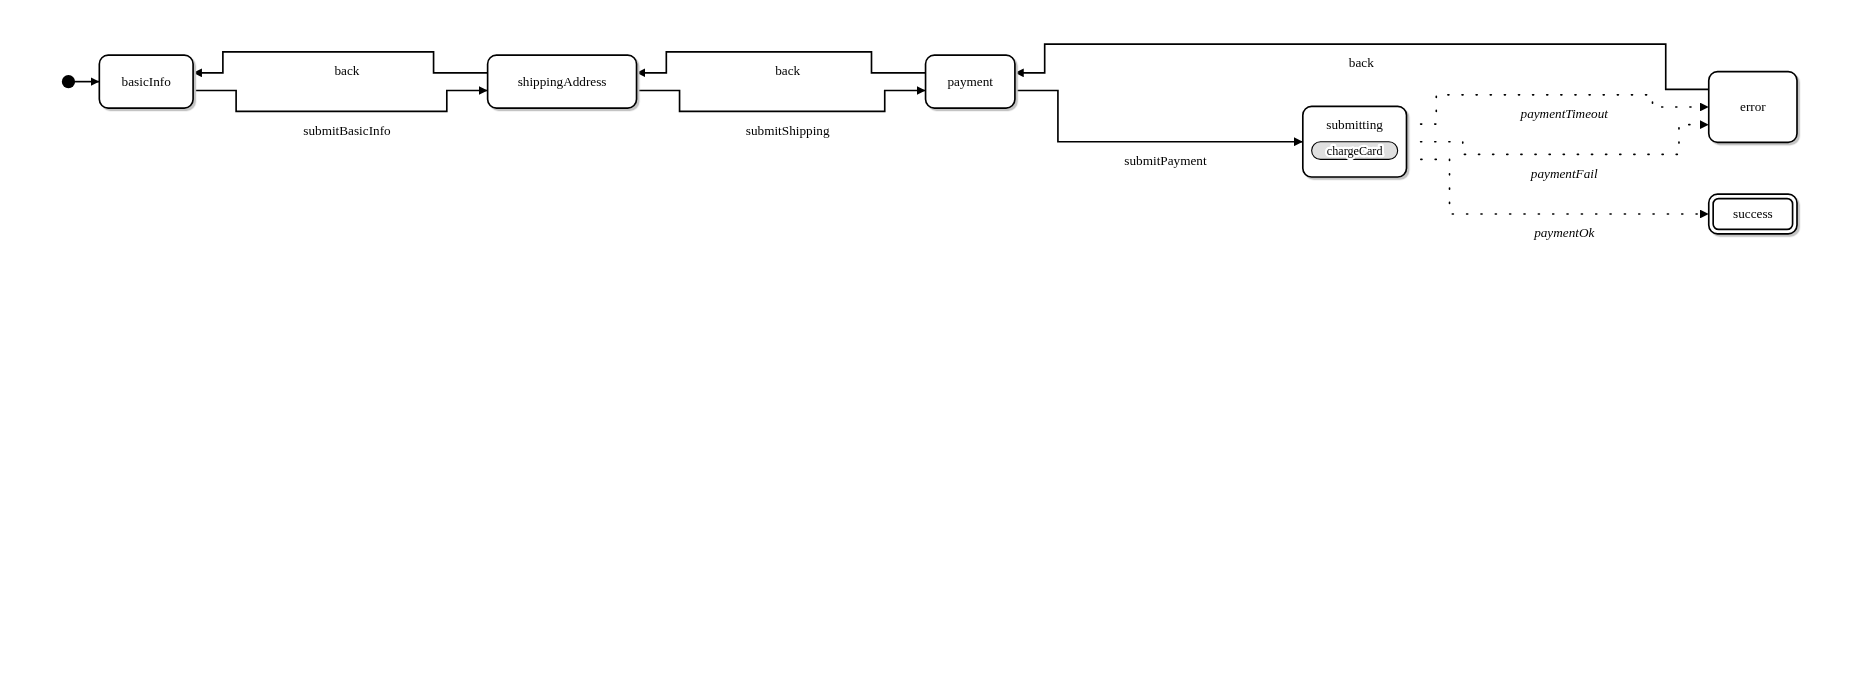 basicInfo
back
submitBasicInfo
shippingAddress
back
submitShipping
payment
back
submitPayment
submitting
chargeCard
paymentTimeout
paymentFail
paymentOk
error
success